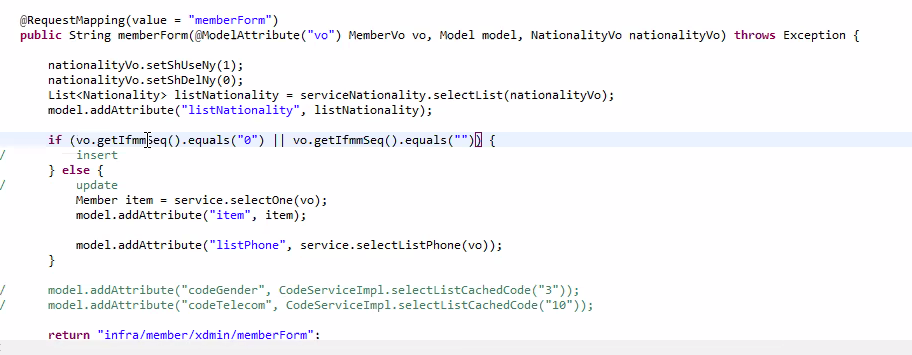 @RequestMapping(value = "memberForm")
public String memberForm(@ModelAttribute("vo") MemberVo vo, Model model, NationalityVo nationalityVo) throws Exception {
nationalityVo.setShUseNy(1);
nationalityVo.setShDelNy(0);
List<Nationality> listNationality = serviceNationality.selectList(nationalityVo);
model.addAttribute("listNationality", listNationality);
if (vo.getIfmmSeq().equals("0") || vo.getIfmmSeq().equals("")) {
/ insert
} else {
/ update
Member item = service.selectOne(vo);
model.addAttribute("item", item);
model.addAttribute("listPhone", service.selectListPhone(vo));
}
/ model.addAttribute("codeGender", CodeServiceImpl.selectListCachedCode("3"));
/ model.addAttribute("codeTelecom", CodeServiceImpl.selectListCachedCode("10"));
return "infra/member/xdmin/memberForm";